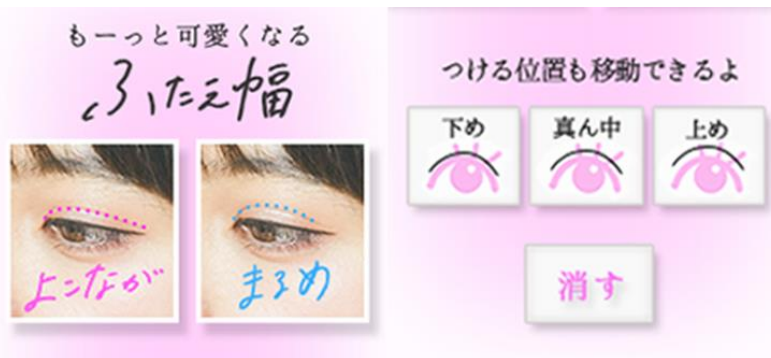 もーっと可愛くなる
ふたえ幅
よこなが
まるめ
つける位置も移動できるよ
下め
真ん中
上め
消す